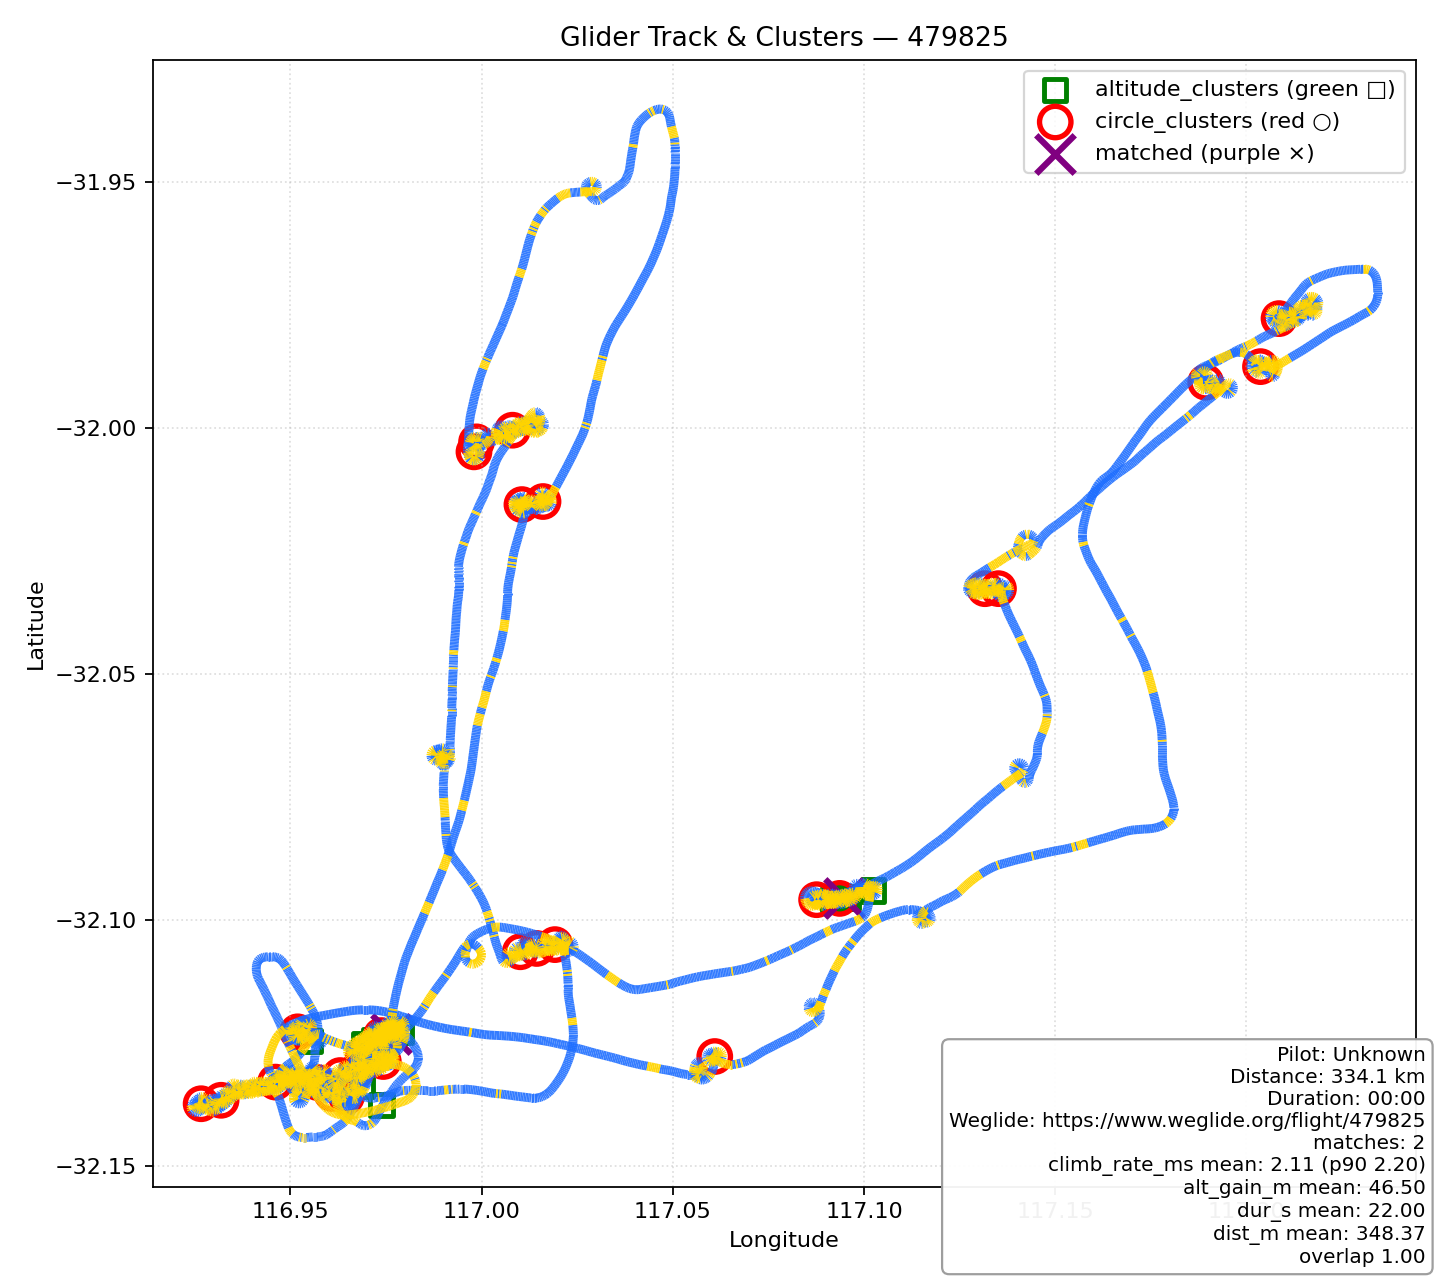 Glider Track & Clusters — 479825
altitude_clusters (green □)
circle_clusters (red ○)
matched (purple ×)
Latitude
−31.95
−32.00
−32.05
−32.10
−32.15
116.95 117.00 117.05 117.10 117.15
Longitude
Pilot: Unknown
Distance: 334.1 km
Duration: 00:00
Weglide: https://www.weglide.org/flight/479825
matches: 2
climb_rate_ms mean: 2.11 (p90 2.20)
alt_gain_m mean: 46.50
dur_s mean: 22.00
dist_m mean: 348.37
overlap 1.00